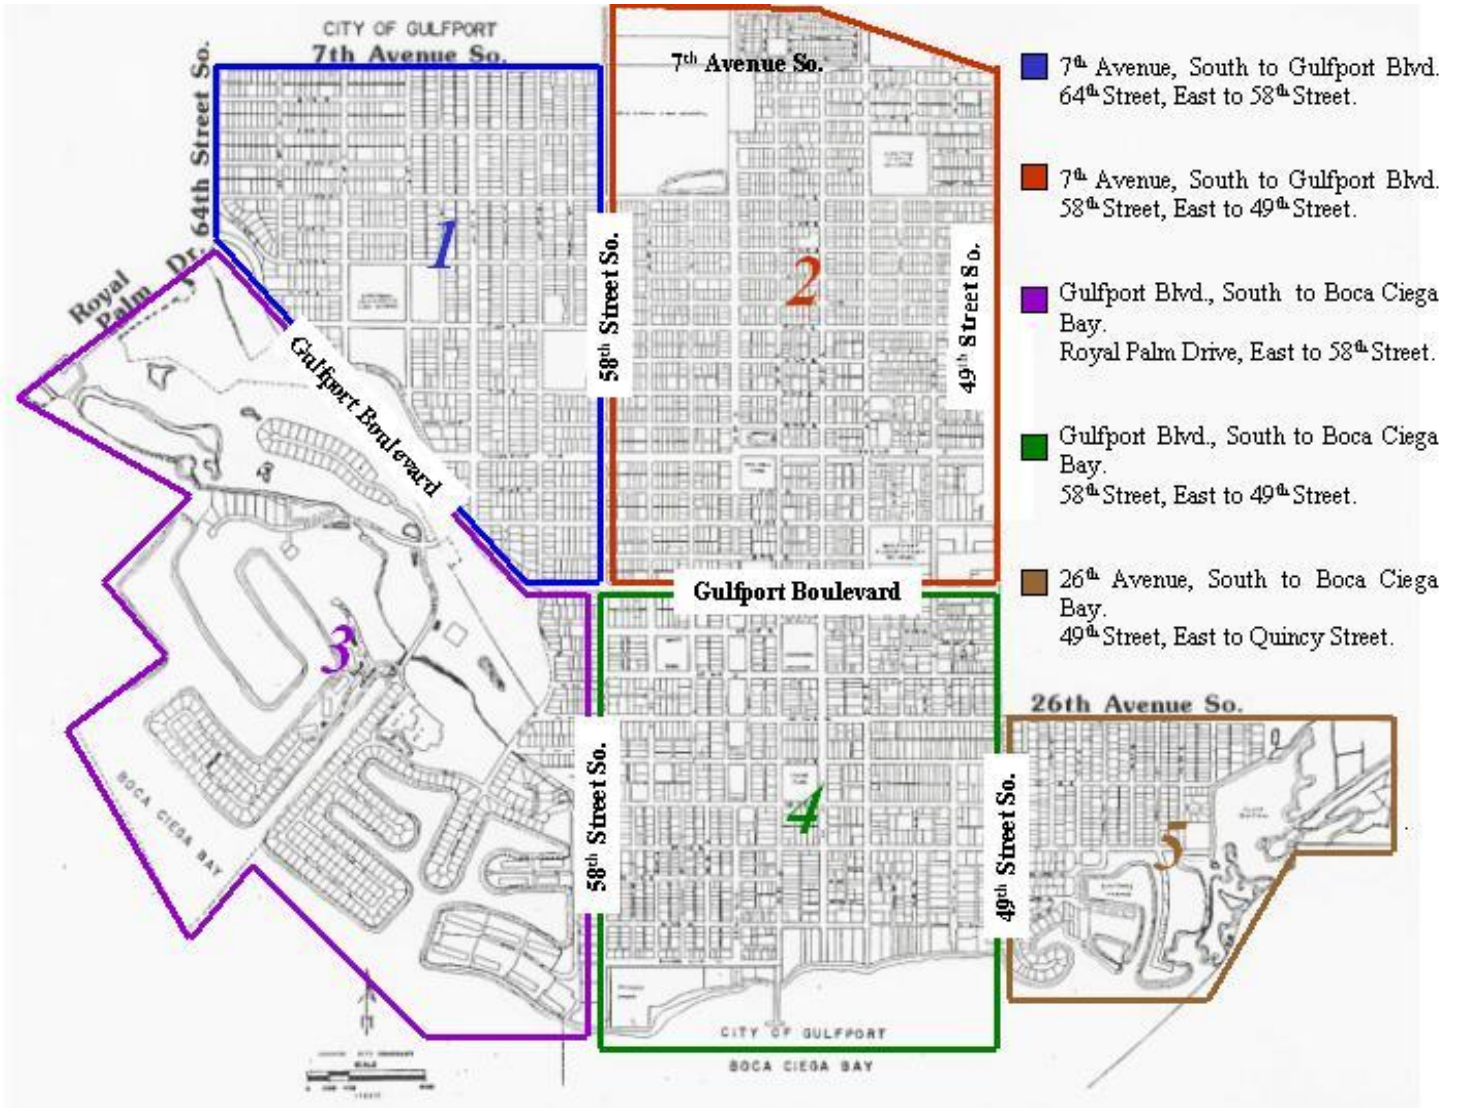 CITY OF GULFPORT
7th Avenue So.
64th Street So.
7th Avenue So.
1
2
58th Street So.
49th Street So.
Royal
Palm Dr.
Gulfport Boulevard
Gulfport Boulevard
3
4
5
58th Street So.
49th Street So.
26th Avenue So.
BOCA CIEGA BAY
CITY OF GULFPORT
BOCA CIEGA BAY
SCALE
7th Avenue, South to Gulfport Blvd.
64th Street, East to 58th Street.
7th Avenue, South to Gulfport Blvd.
58th Street, East to 49th Street.
Gulfport Blvd., South to Boca Ciega
Bay.
Royal Palm Drive, East to 58th Street.
Gulfport Blvd., South to Boca Ciega
Bay.
58th Street, East to 49th Street.
26th Avenue, South to Boca Ciega
Bay.
49th Street, East to Quincy Street.